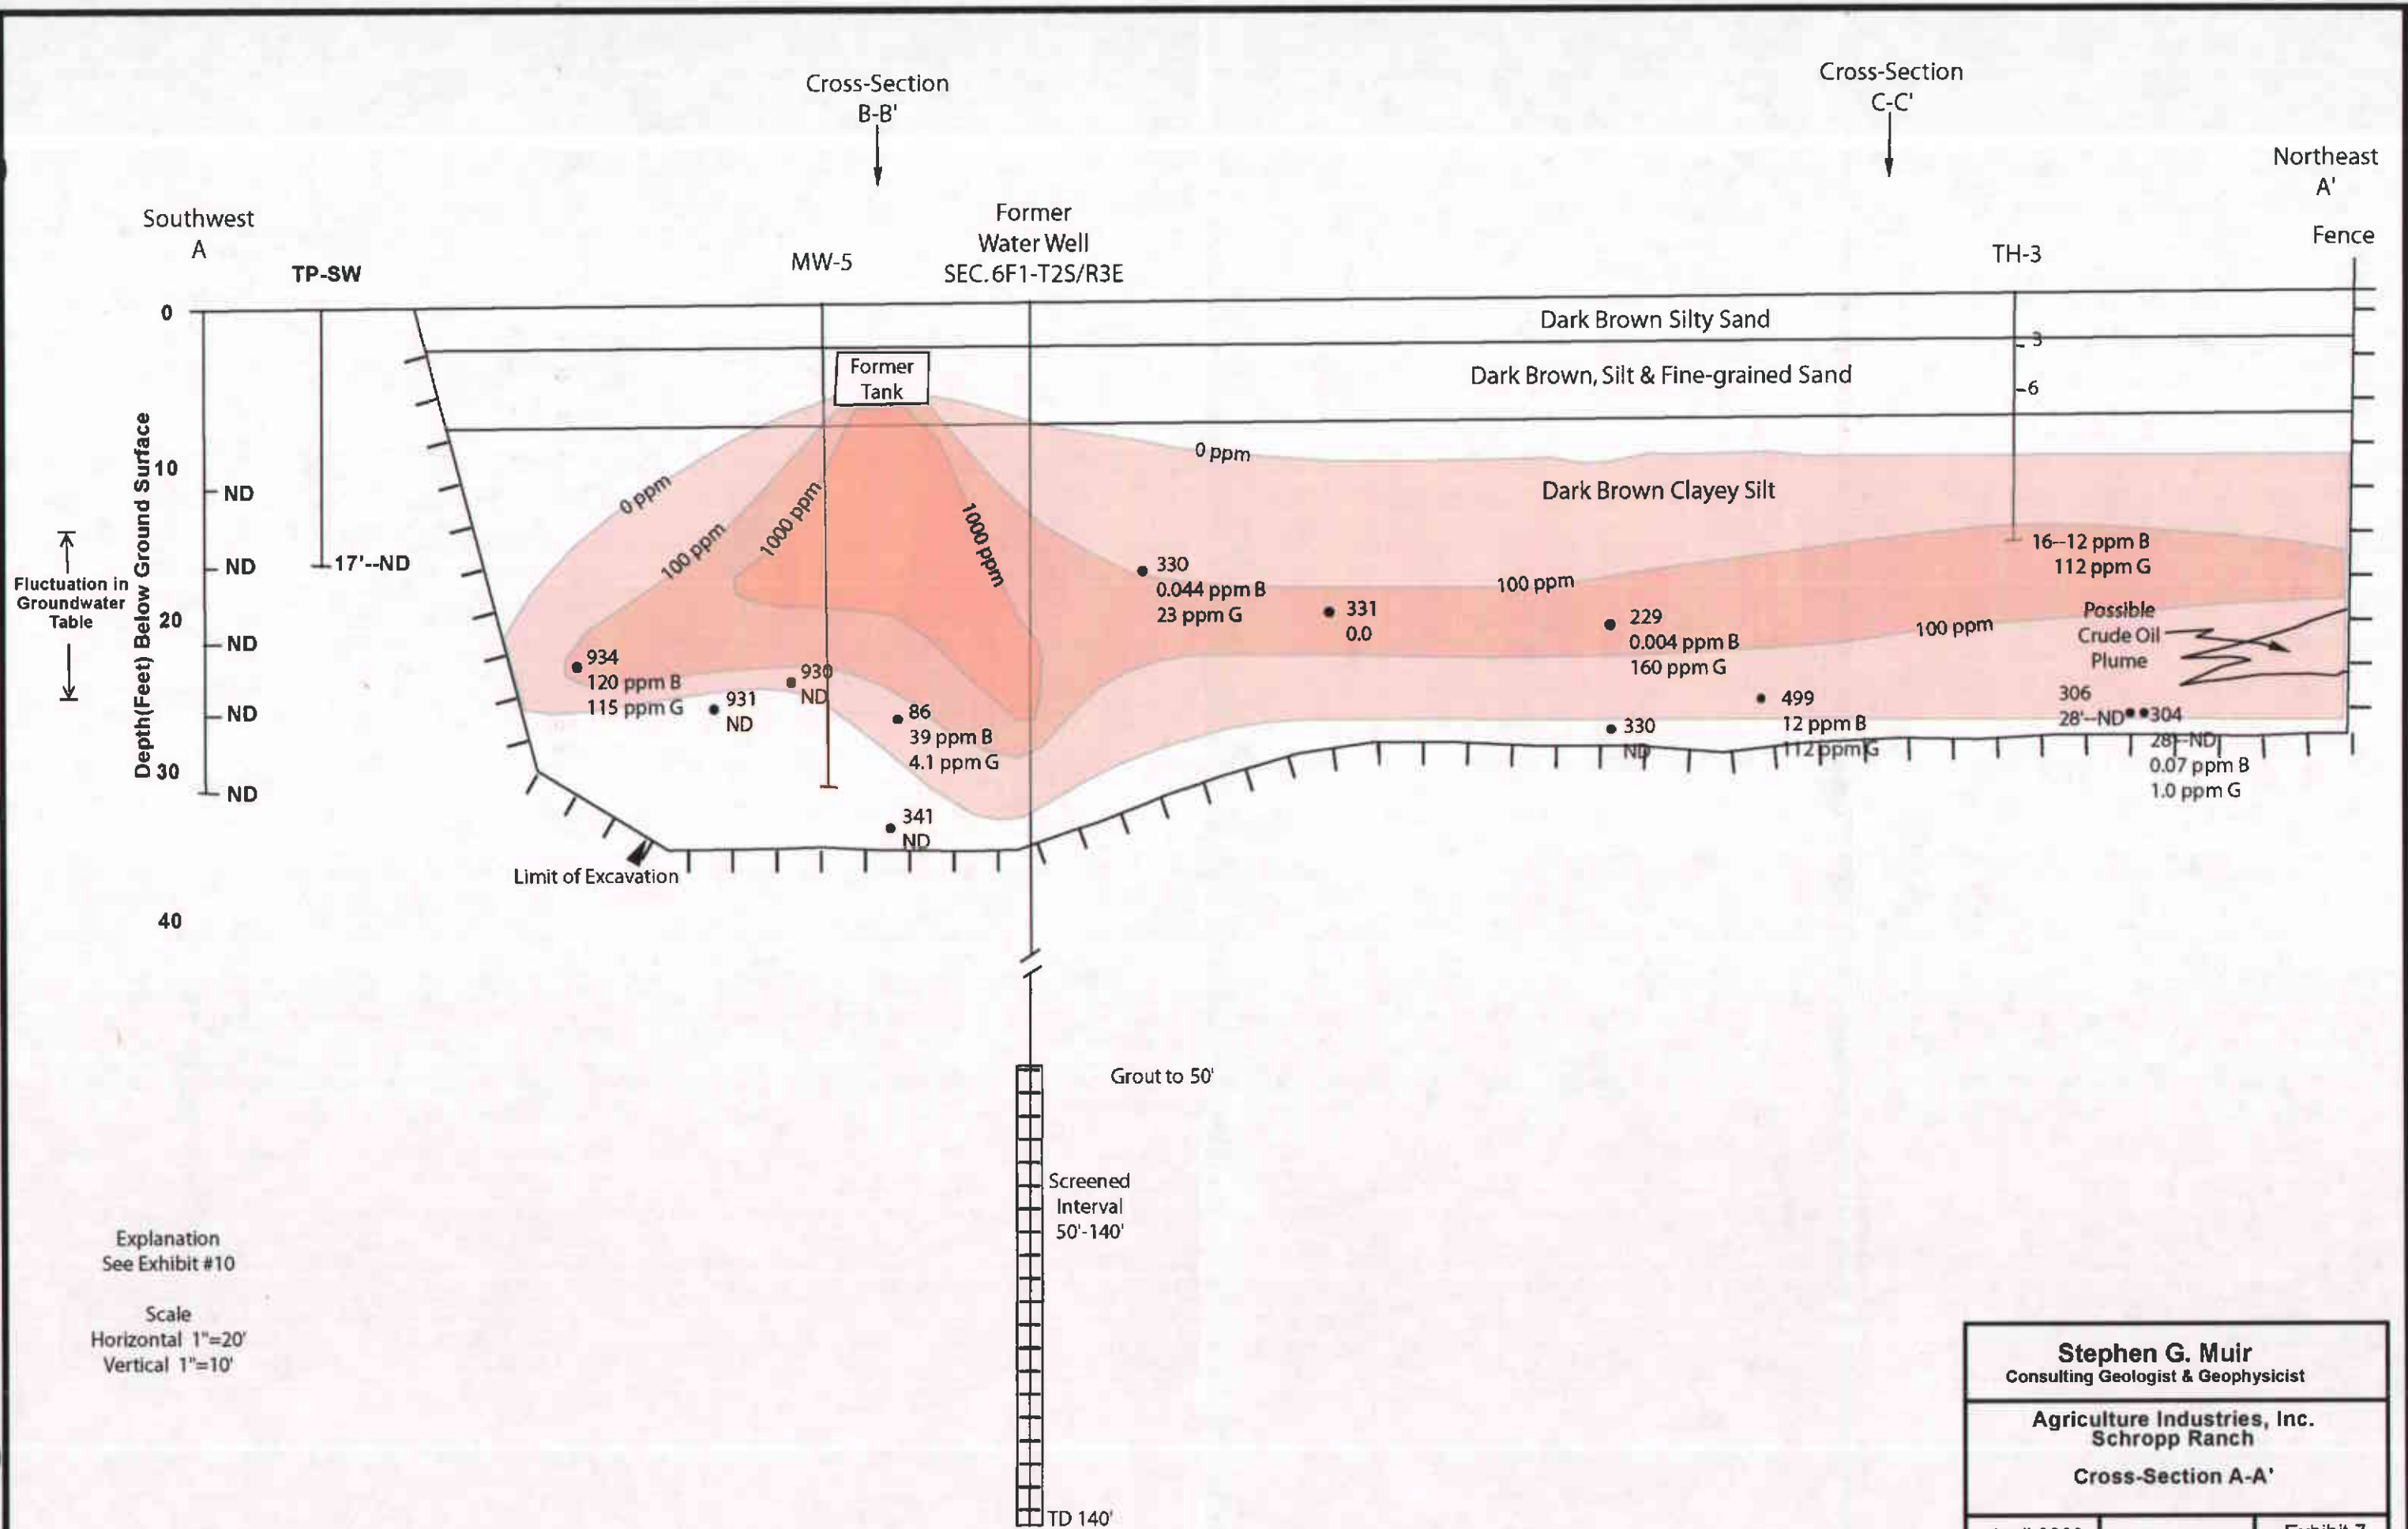 Cross-Section
B-B'
Cross-Section
C-C'
Northeast
A'
Fence
Southwest
A
TP-SW
MW-5
Former
Water Well
SEC.6F1-T2S/R3E
TH-3
0
10
20
30
40
Depth(Feet) Below Ground Surface
Fluctuation in
Groundwater
Table
ND
ND
ND
ND
ND
17'--ND
Former
Tank
Dark Brown Silty Sand
Dark Brown, Silt & Fine-grained Sand
Dark Brown Clayey Silt
3
6
0 ppm
100 ppm
1000 ppm
1000 ppm
0 ppm
100 ppm
100 ppm
16--12 ppm B
112 ppm G
330
0.044 ppm B
23 ppm G
331
0.0
229
0.004 ppm B
160 ppm G
Possible
Crude Oil
Plume
934
120 ppm B
115 ppm G
931
ND
930
ND
86
39 ppm B
4.1 ppm G
341
ND
330
ND
499
12 ppm B
112 ppm G
306
28'--ND
304
28'--ND
0.07 ppm B
1.0 ppm G
Limit of Excavation
Grout to 50'
Screened
Interval
50'-140'
TD 140'
Explanation
See Exhibit #10
Scale
Horizontal 1"=20'
Vertical 1"=10'
Stephen G. Muir
Consulting Geologist & Geophysicist
Agriculture Industries, Inc.
Schropp Ranch
Cross-Section A-A'
Exhibit 7